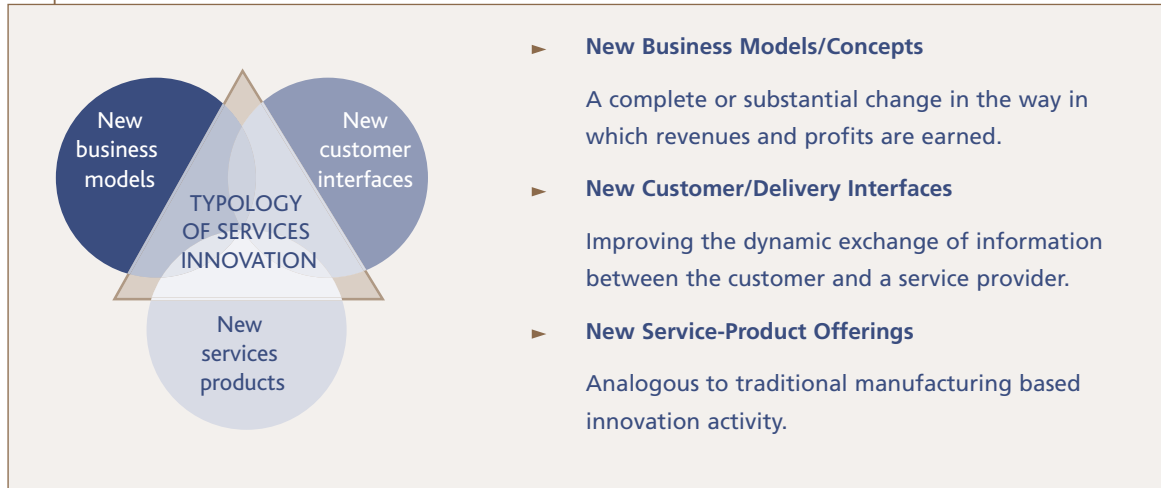 New
business
models
New
customer
interfaces
TYPOLOGY
OF SERVICES
INNOVATION
New
services
products
► New Business Models/Concepts
A complete or substantial change in the way in
which revenues and profits are earned.
► New Customer/Delivery Interfaces
Improving the dynamic exchange of information
between the customer and a service provider.
► New Service-Product Offerings
Analogous to traditional manufacturing based
innovation activity.